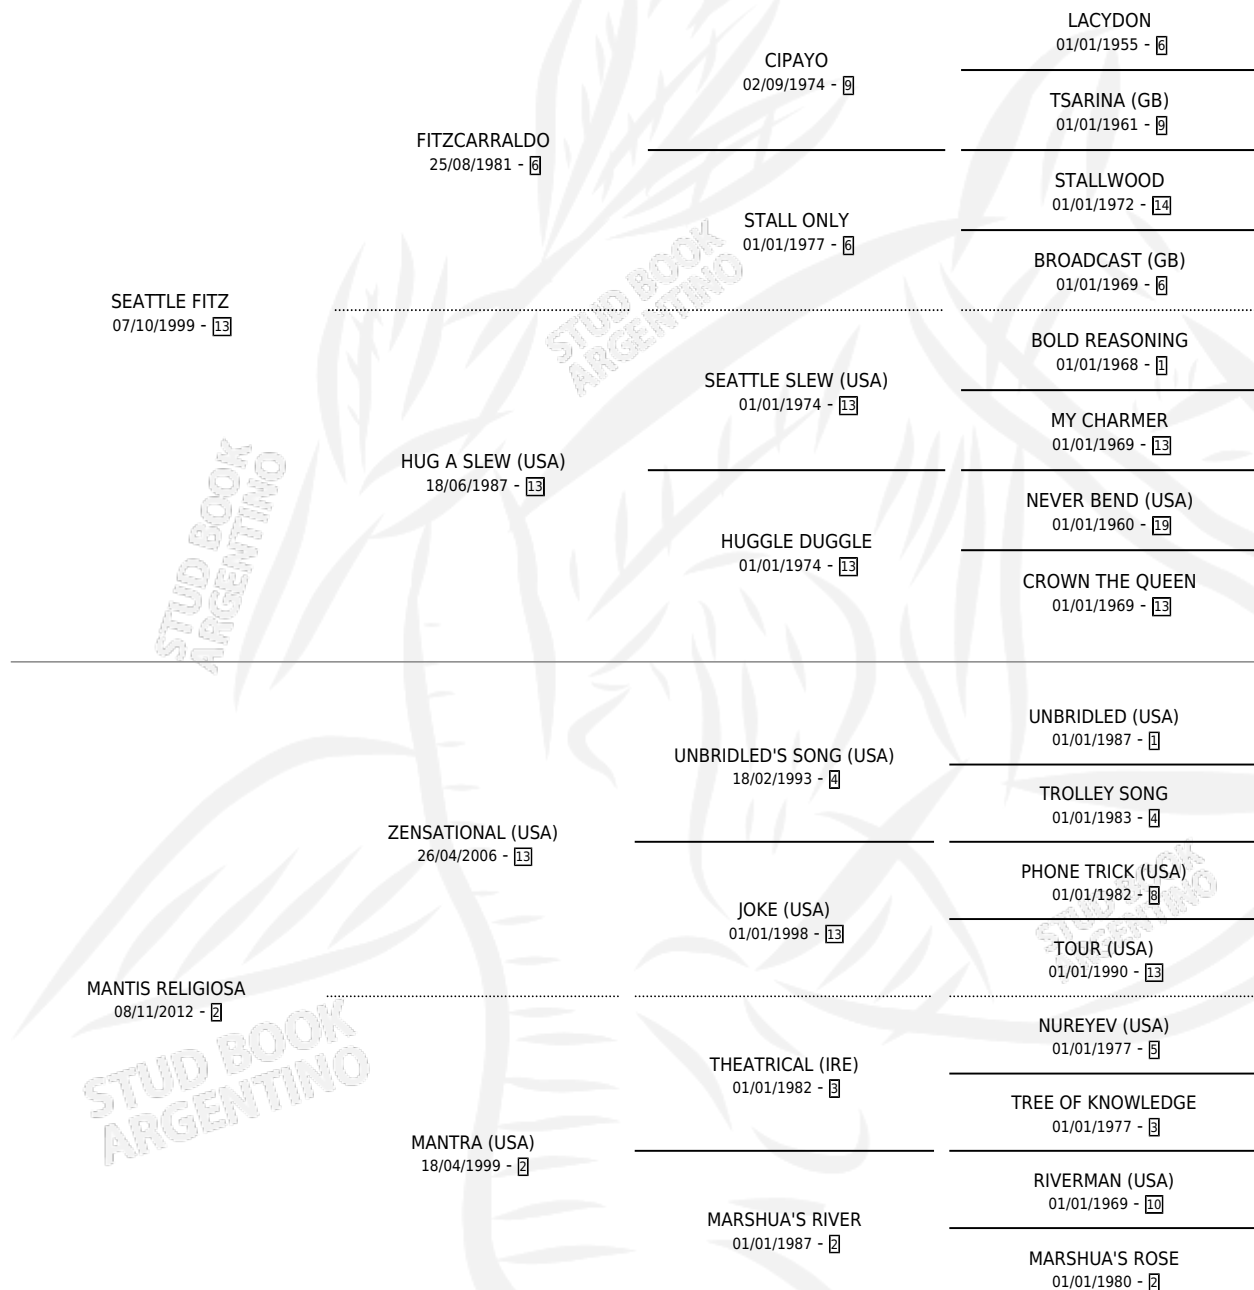 LACYDON
01/01/1955 - 6
CIPAYO
02/09/1974 - 9
TSARINA (GB)
01/01/1961 - 9
FITZCARRALDO
25/08/1981 - 6
STALLWOOD
01/01/1972 - 14
STALL ONLY
01/01/1977 - 6
BROADCAST (GB)
01/01/1969 - 6
SEATTLE FITZ
07/10/1999 - 13
BOLD REASONING
01/01/1968 - 1
SEATTLE SLEW (USA)
01/01/1974 - 13
MY CHARMER
01/01/1969 - 13
HUG A SLEW (USA)
18/06/1987 - 13
NEVER BEND (USA)
01/01/1960 - 19
HUGGLE DUGGLE
01/01/1974 - 13
CROWN THE QUEEN
01/01/1969 - 13
UNBRIDLED (USA)
01/01/1987 - 1
UNBRIDLED'S SONG (USA)
18/02/1993 - 4
TROLLEY SONG
01/01/1983 - 4
ZENSATIONAL (USA)
26/04/2006 - 13
PHONE TRICK (USA)
01/01/1982 - 8
JOKE (USA)
01/01/1998 - 13
TOUR (USA)
01/01/1990 - 13
MANTIS RELIGIOSA
08/11/2012 - 2
NUREYEV (USA)
01/01/1977 - 5
THEATRICAL (IRE)
01/01/1982 - 3
TREE OF KNOWLEDGE
01/01/1977 - 3
MANTRA (USA)
18/04/1999 - 2
RIVERMAN (USA)
01/01/1969 - 10
MARSHUA'S RIVER
01/01/1987 - 2
MARSHUA'S ROSE
01/01/1980 - 2
STUD BOOK
ARGENTINO
STUD BOOK
ARGENTINO
STUD BOOK
ARGENTINO
STUD BOOK
ARGENTINO